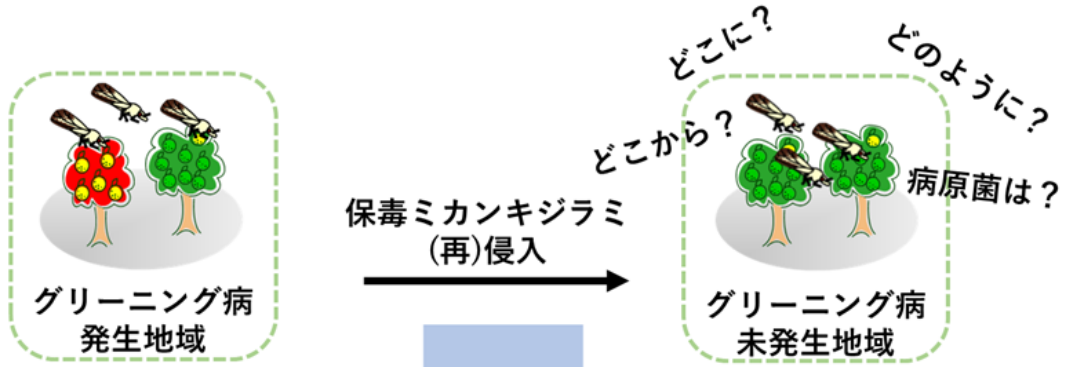 グリーニング病
発生地域
保毒ミカンキジラミ
(再)侵入
どこから？
どこに？
どのように？
病原菌は？
グリーニング病
未発生地域